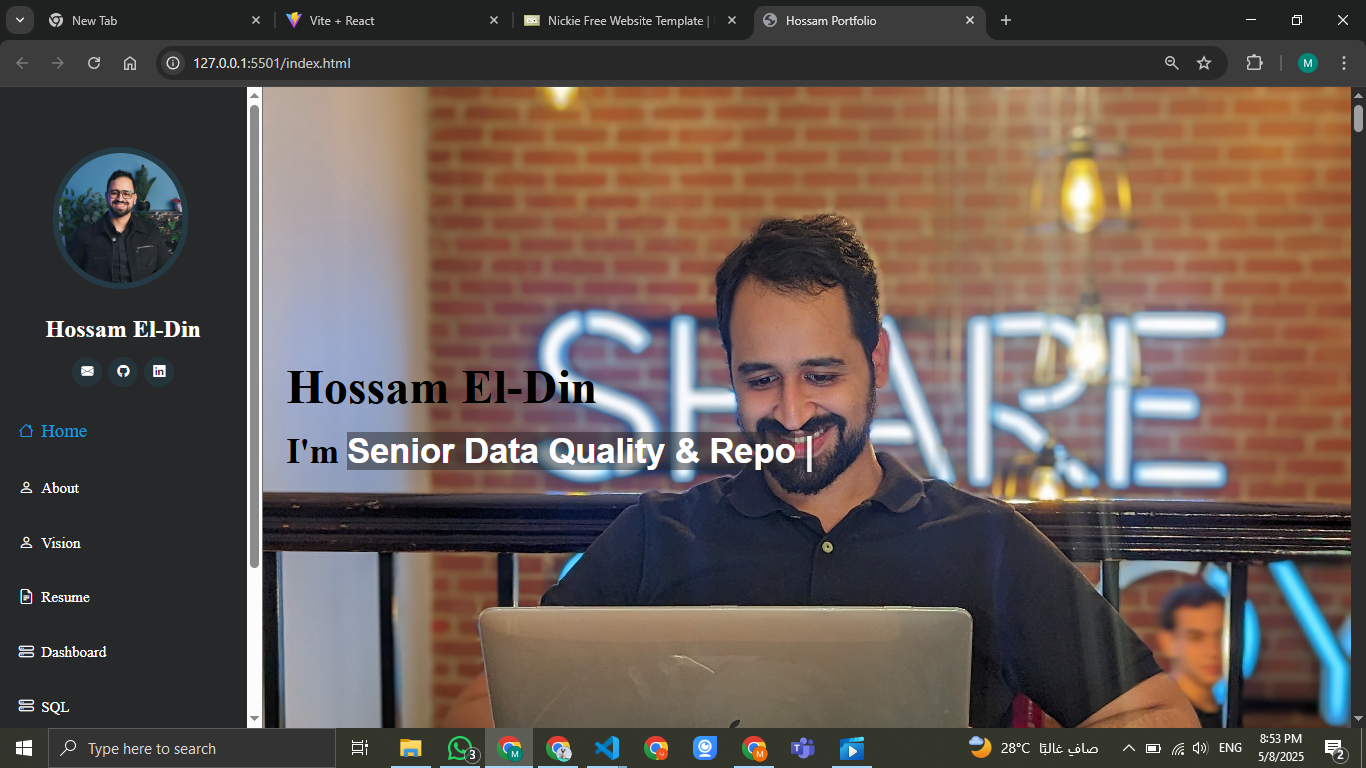 New Tab
Vite + React
Nickie Free Website Template |
Hossam Portfolio
127.0.0.1:5501/index.html
M
Hossam El-Din
Home
About
Vision
Resume
Dashboard
SQL
SHARE
Hossam El-Din
I'm Senior Data Quality & Repo |
Type here to search
3
M
M
28°C صافٍ غالبًا
ENG
8:53 PM
5/8/2025
2